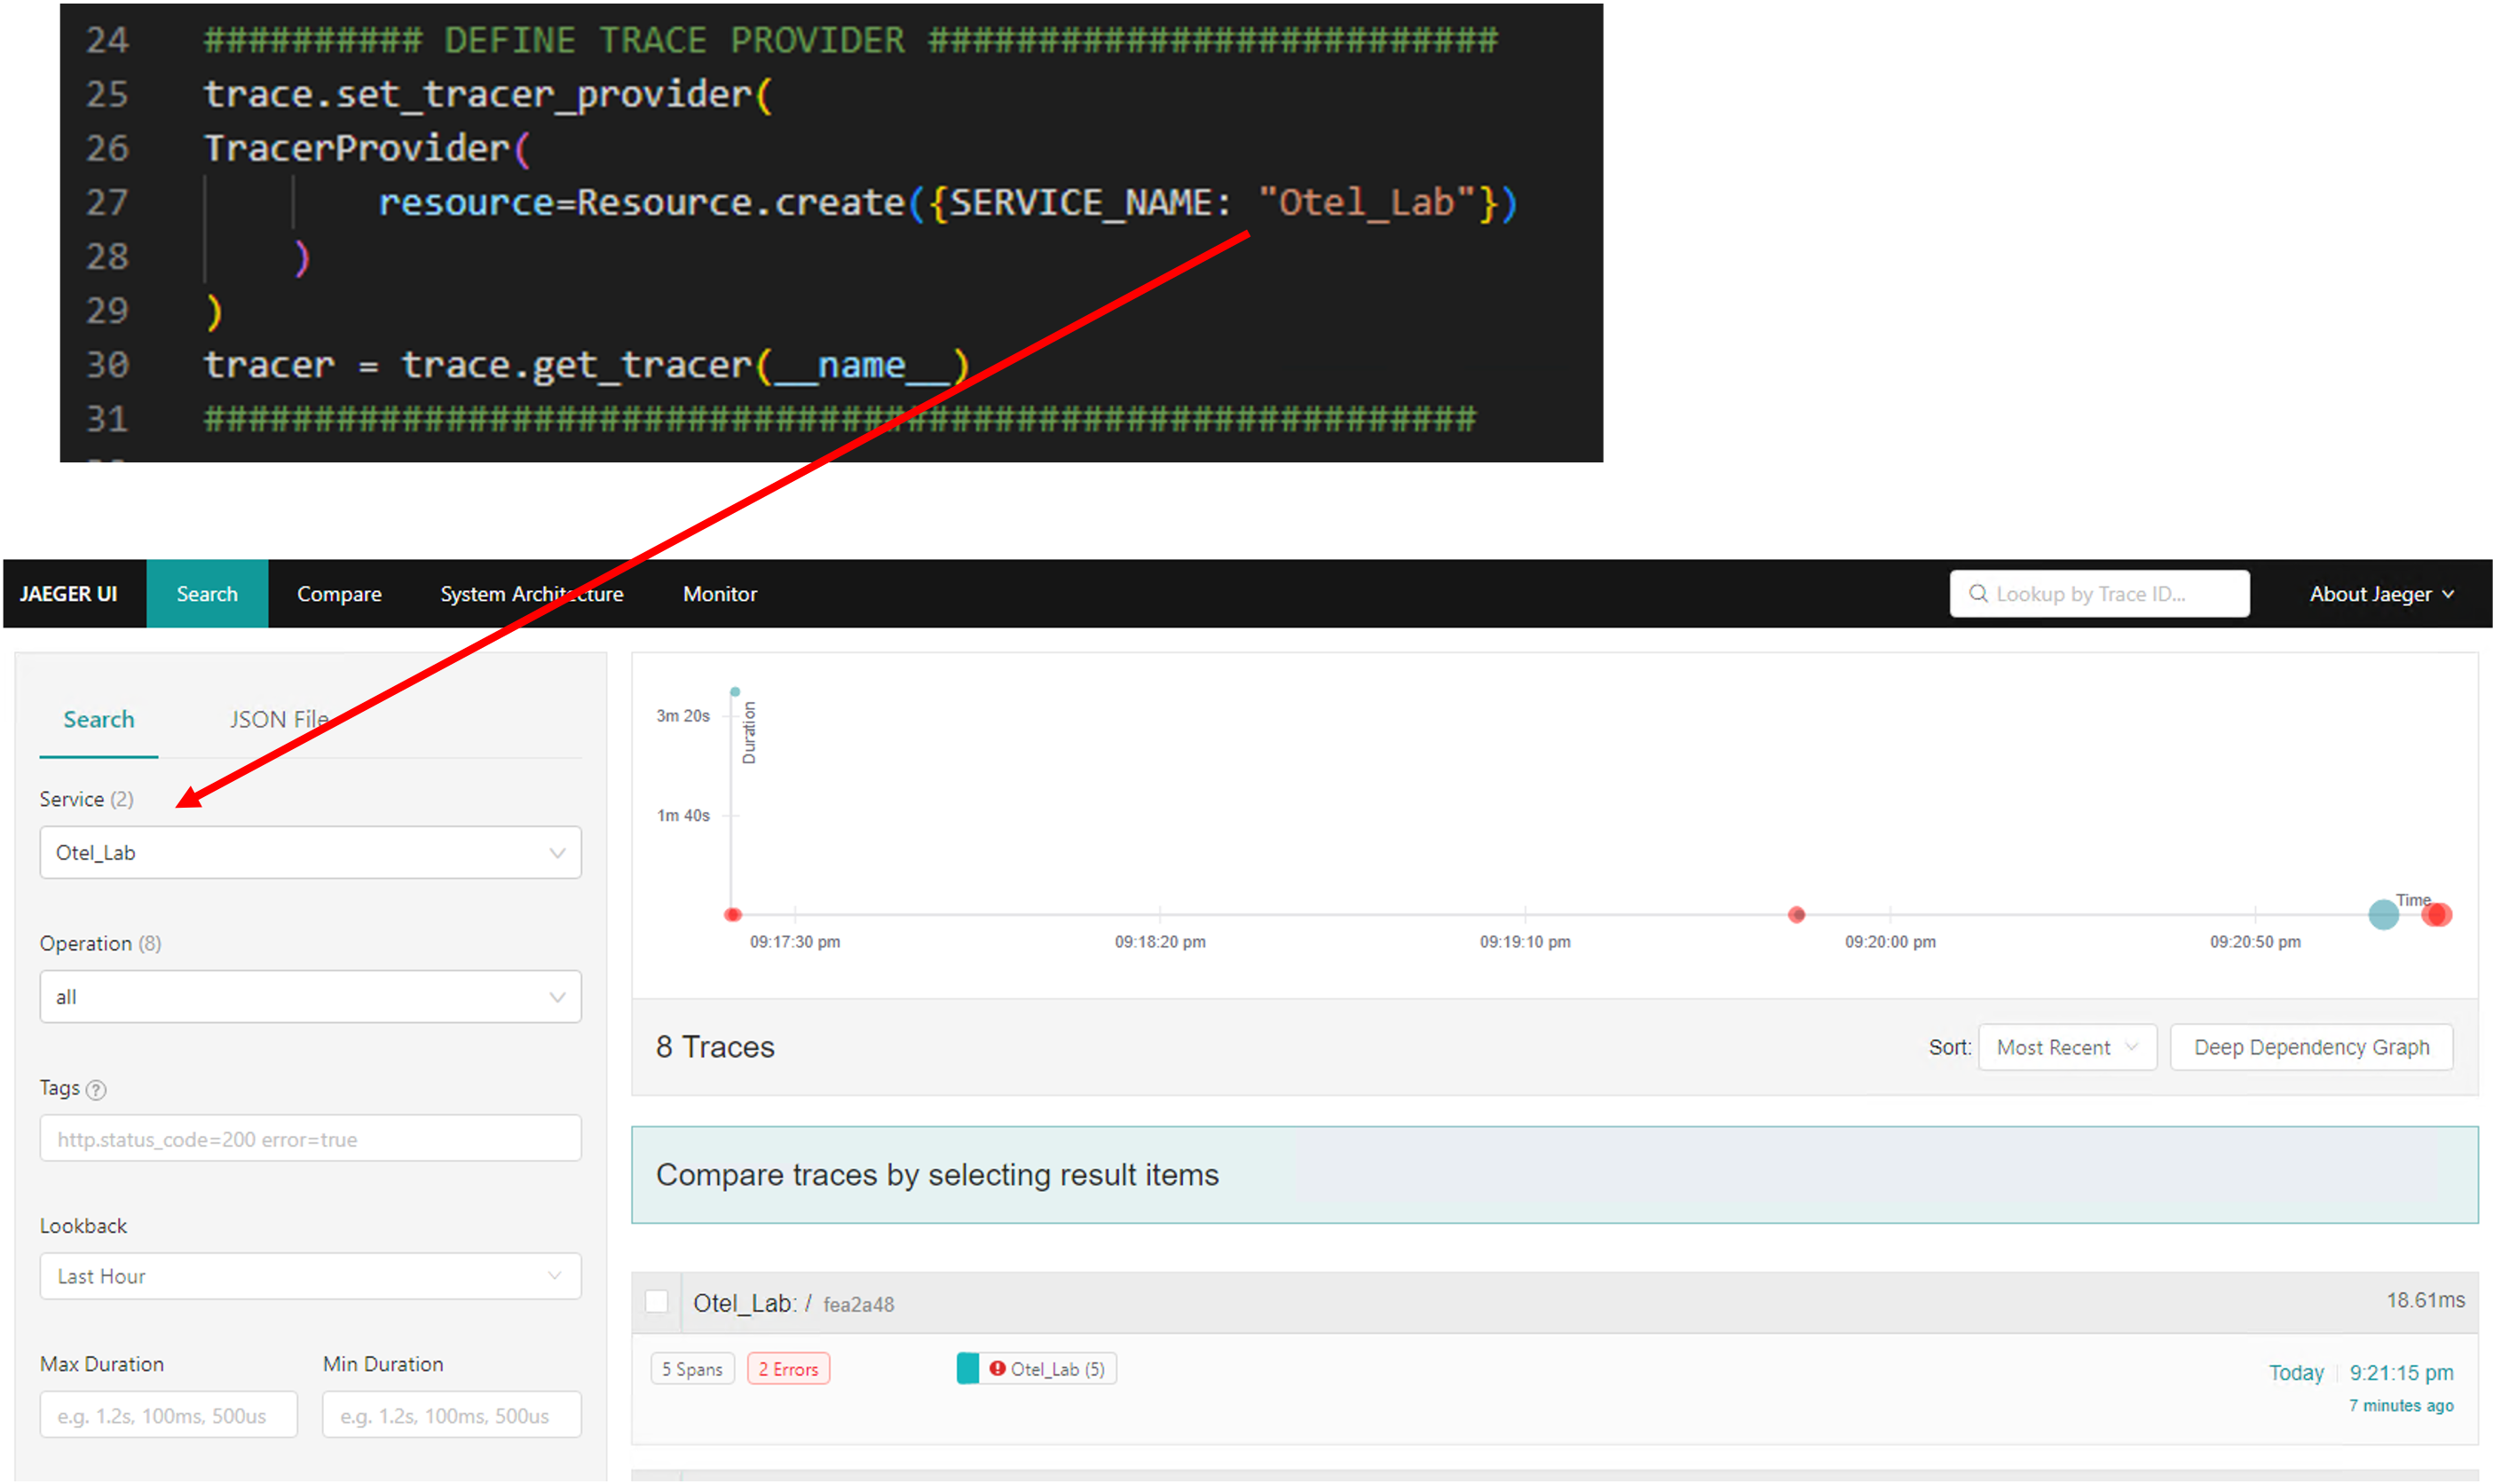 24 ########## DEFINE TRACE PROVIDER ##########################
25 trace.set_tracer_provider(
26 TracerProvider(
27 resource=Resource.create({SERVICE_NAME: "Otel_Lab"})
28 )
29 )
30 tracer = trace.get_tracer(__name__)
31 ##########################################################
JAEGER UI Search Compare System Architecture Monitor Lookup by Trace ID... About Jaeger
Search JSON File
Service (2)
Otel_Lab
Operation (8)
all
Tags ?
http.status_code=200 error=true
Lookback
Last Hour
Max Duration Min Duration
e.g. 1.2s, 100ms, 500us e.g. 1.2s, 100ms, 500us
Duration
3m 20s
1m 40s
Time
09:17:30 pm 09:18:20 pm 09:19:10 pm 09:20:00 pm 09:20:50 pm
8 Traces Sort: Most Recent Deep Dependency Graph
Compare traces by selecting result items
Otel_Lab: / fea2a48 18.61ms
5 Spans 2 Errors Otel_Lab (5) Today 9:21:15 pm
7 minutes ago